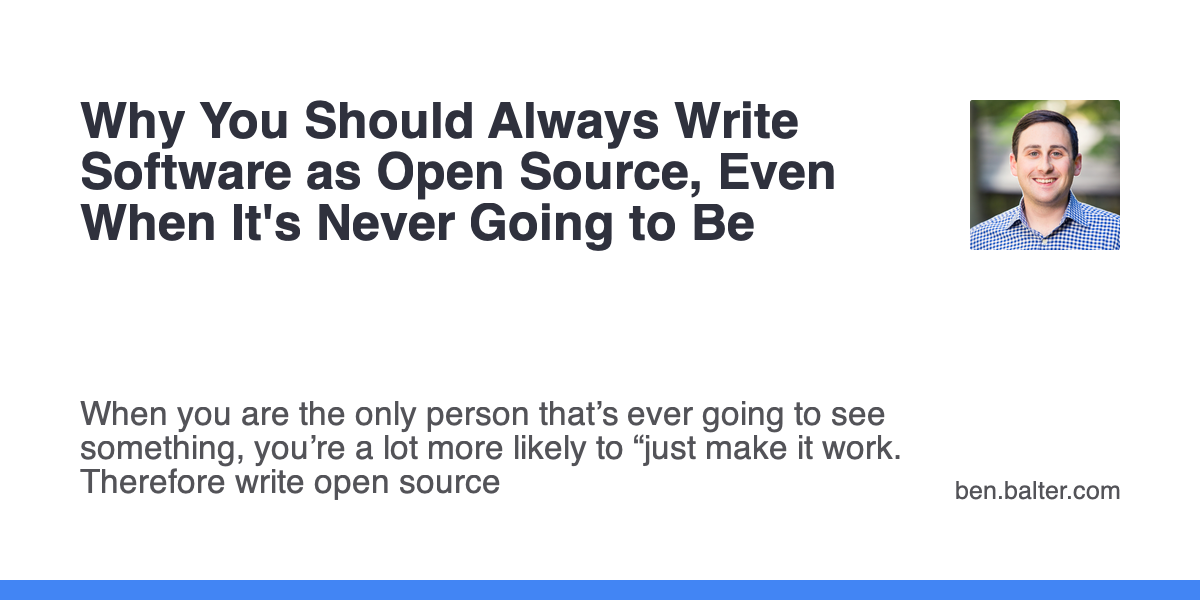 Why You Should Always Write
Software as Open Source, Even
When It's Never Going to Be
When you are the only person that’s ever going to see
something, you’re a lot more likely to “just make it work.
Therefore write open source
ben.balter.com